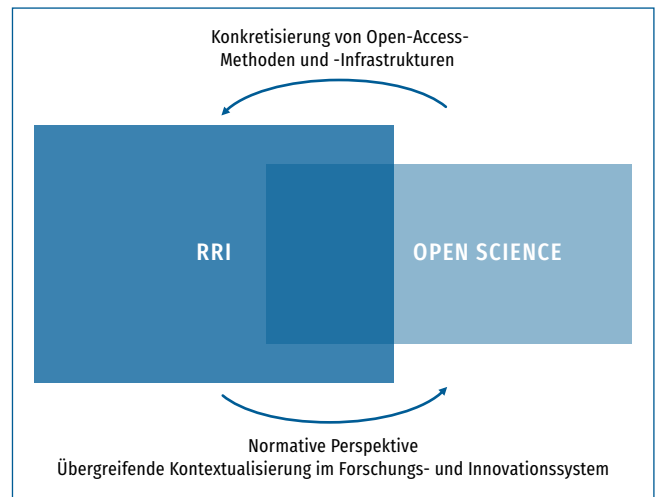 Konkretisierung von Open-Access-
Methoden und -Infrastrukturen
RRI
OPEN SCIENCE
Normative Perspektive
Übergreifende Kontextualisierung im Forschungs- und Innovationssystem